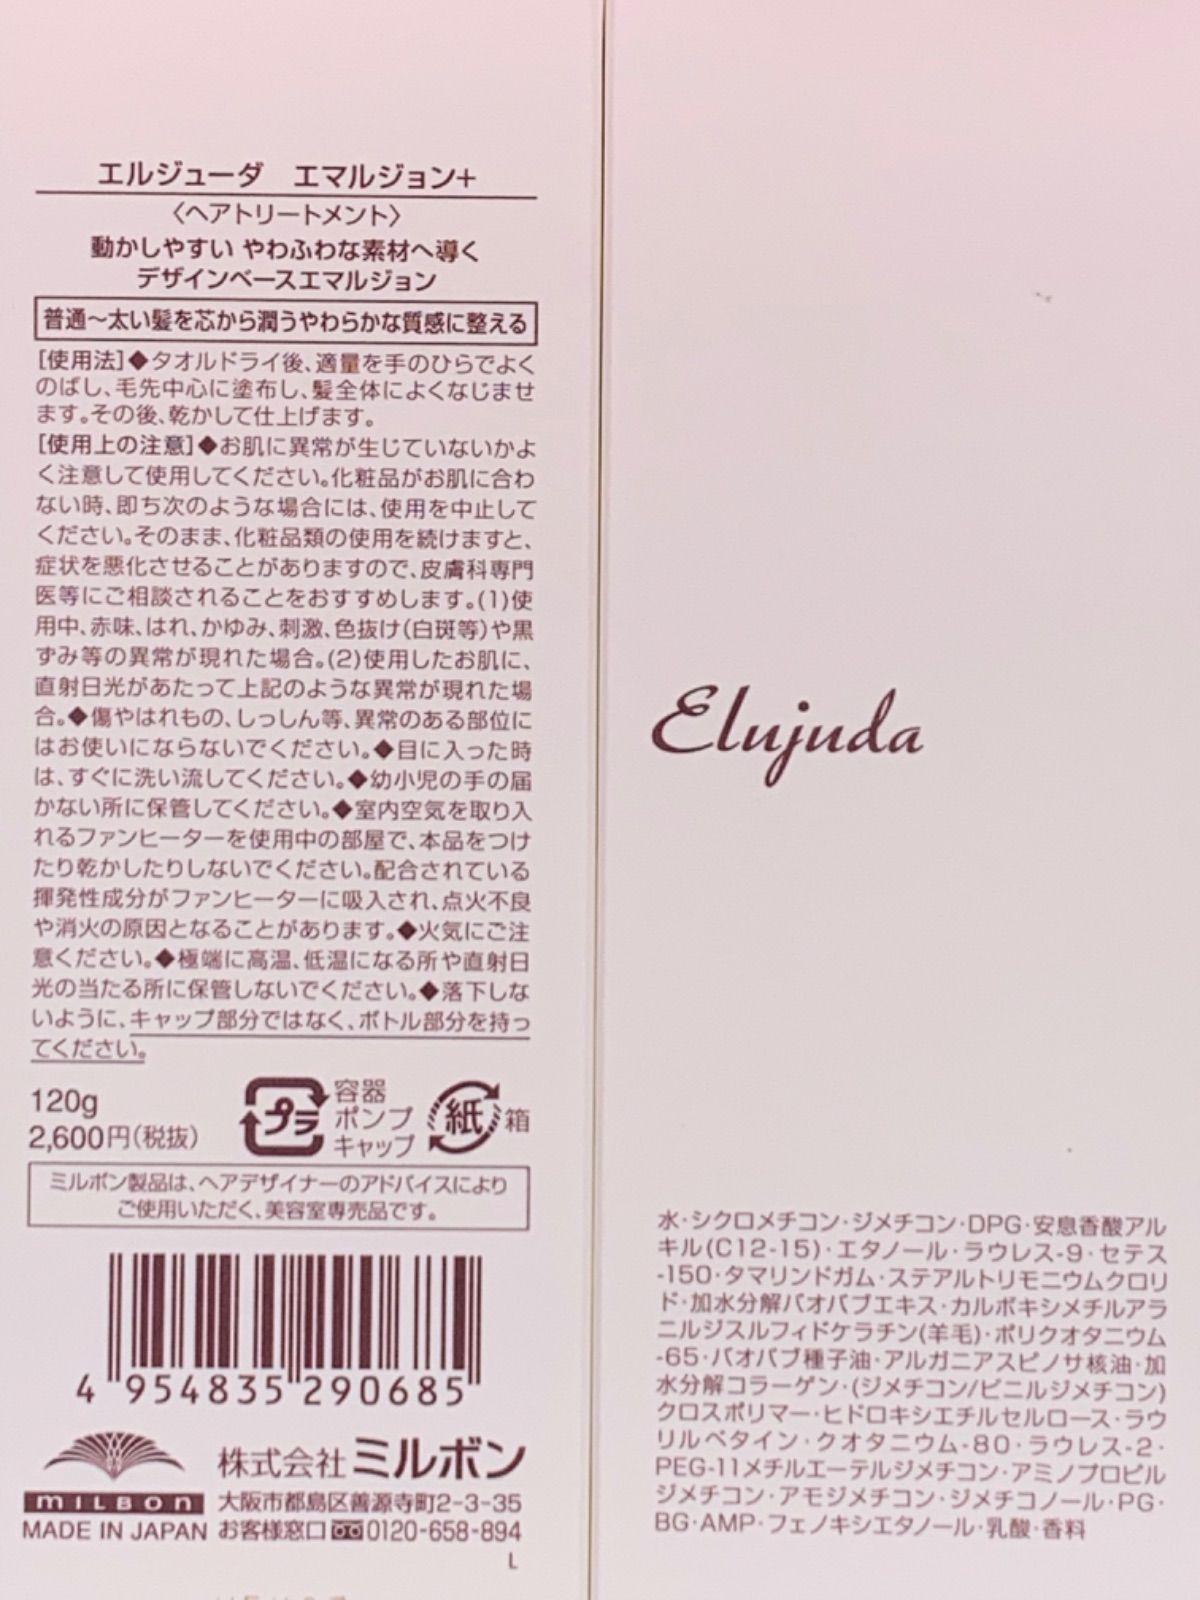 エルジューダ　エマルジョン+
〈ヘアトリートメント〉
動かしやすい やわふわな素材へ導く
デザインベースエマルジョン
普通〜太い髪を芯から潤うやわらかな質感に整える
[使用法]◆タオルドライ後、適量を手のひらでよく
のばし、毛先中心に塗布し、髪全体によくなじませ
ます。その後、乾かして仕上げます。
[使用上の注意]◆お肌に異常が生じていないかよ
く注意して使用してください。化粧品がお肌に合わ
ない時、即ち次のような場合には、使用を中止して
ください。そのまま、化粧品類の使用を続けますと、
症状を悪化させることがありますので、皮膚科専門
医等にご相談されることをおすすめします。(1)使
用中、赤味、はれ、かゆみ、刺激、色抜け(白斑等)や黒
ずみ等の異常が現れた場合。(2)使用したお肌に、
直射日光があたって上記のような異常が現れた場
合。◆傷やはれもの、しっしん等、異常のある部位に
はお使いにならないでください。◆目に入った時
は、すぐに洗い流してください。◆幼小児の手の届
かない所に保管してください。◆室内空気を取り入
れるファンヒーターを使用中の部屋で、本品をつけ
たり乾かしたりしないでください。配合されている
揮発性成分がファンヒーターに吸入され、点火不良
や消火の原因となることがあります。◆火気にご注
意ください。◆極端に高温、低温になる所や直射日
光の当たる所に保管しないでください。◆落下しな
いように、キャップ部分ではなく、ボトル部分を持っ
てください。
120g
2,600円(税抜)
プラ
容器
ポンプ
キャップ
紙
箱
ミルボン製品は、ヘアデザイナーのアドバイスにより
ご使用いただく、美容室専売品です。
4 954835 290685
株式会社 ミルボン
MILBON
大阪市都島区善源寺町2-3-35
MADE IN JAPAN お客様窓口 0120-658-894
L
Elujuda
水・シクロメチコン・ジメチコン・DPG・安息香酸アル
キル(C12-15)・エタノール・ラウレス-9・セテス
-150・タマリンドガム・ステアルトリモニウムクロリ
ド・加水分解バオバブエキス・カルボキシメチルアラ
ニルジスルフィドケラチン(羊毛)・ポリクオタニウム
-65・バオバブ種子油・アルガニアスピノサ核油・加
水分解コラーゲン・(ジメチコン/ビニルジメチコン)
クロスポリマー・ヒドロキシエチルセルロース・ラウ
リルベタイン・クオタニウム-80・ラウレス-2・
PEG-11メチルエーテルジメチコン・アミノプロピル
ジメチコン・アモジメチコン・ジメチコノール・PG・
BG・AMP・フェノキシエタノール・乳酸・香料